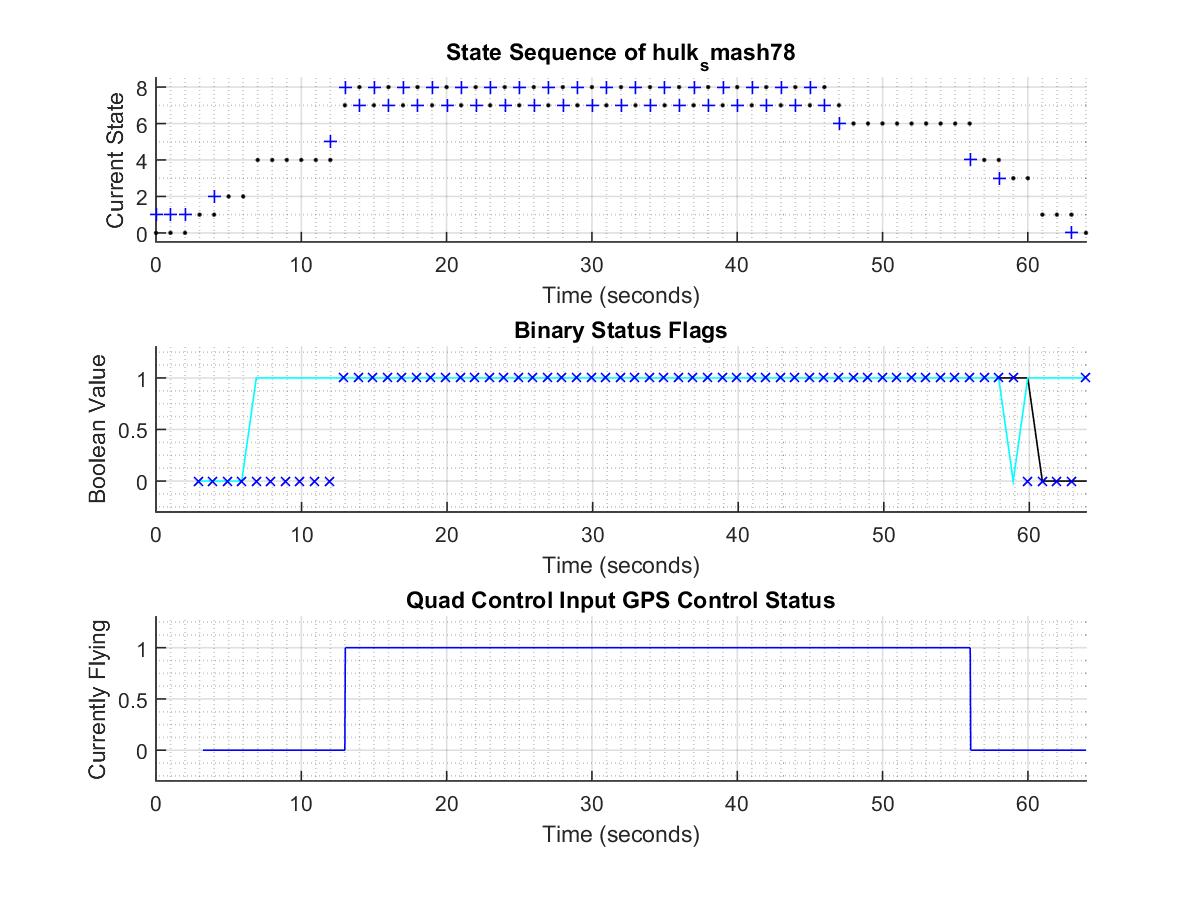 State Sequence of hulk_smash78
Current State
8
6
4
2
0
0 10 20 30 40 50 60
Time (seconds)
Binary Status Flags
Boolean Value
1
0.5
0
0 10 20 30 40 50 60
Time (seconds)
Quad Control Input GPS Control Status
Currently Flying
1
0.5
0
0 10 20 30 40 50 60
Time (seconds)